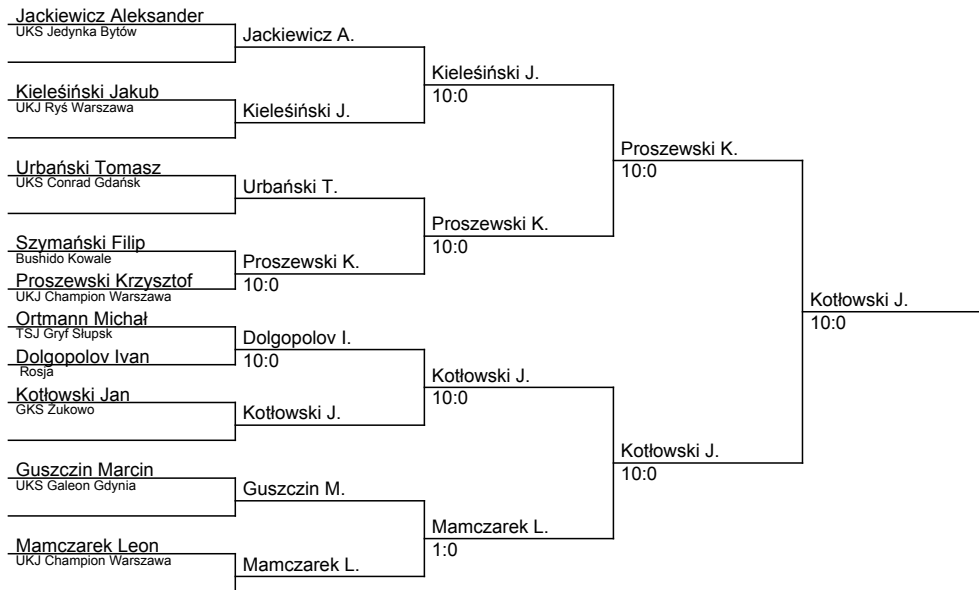 Jackiewicz Aleksander
UKS Jedynka Bytów
Jackiewicz A.
Kieleśiński J.
10:0
Kieleśiński Jakub
UKJ Ryś Warszawa
Kieleśiński J.
Proszewski K.
10:0
Urbański Tomasz
UKS Conrad Gdańsk
Urbański T.
Proszewski K.
10:0
Szymański Filip
Bushido Kowale
Proszewski K.
10:0
Proszewski Krzysztof
UKJ Champion Warszawa
Kotłowski J.
10:0
Ortmann Michał
TSJ Gryf Słupsk
Dolgopolov I.
10:0
Dolgopolov Ivan
Rosja
Kotłowski J.
10:0
Kotłowski Jan
GKS Żukowo
Kotłowski J.
Kotłowski J.
10:0
Guszczin Marcin
UKS Galeon Gdynia
Guszczin M.
Mamczarek L.
1:0
Mamczarek Leon
UKJ Champion Warszawa
Mamczarek L.